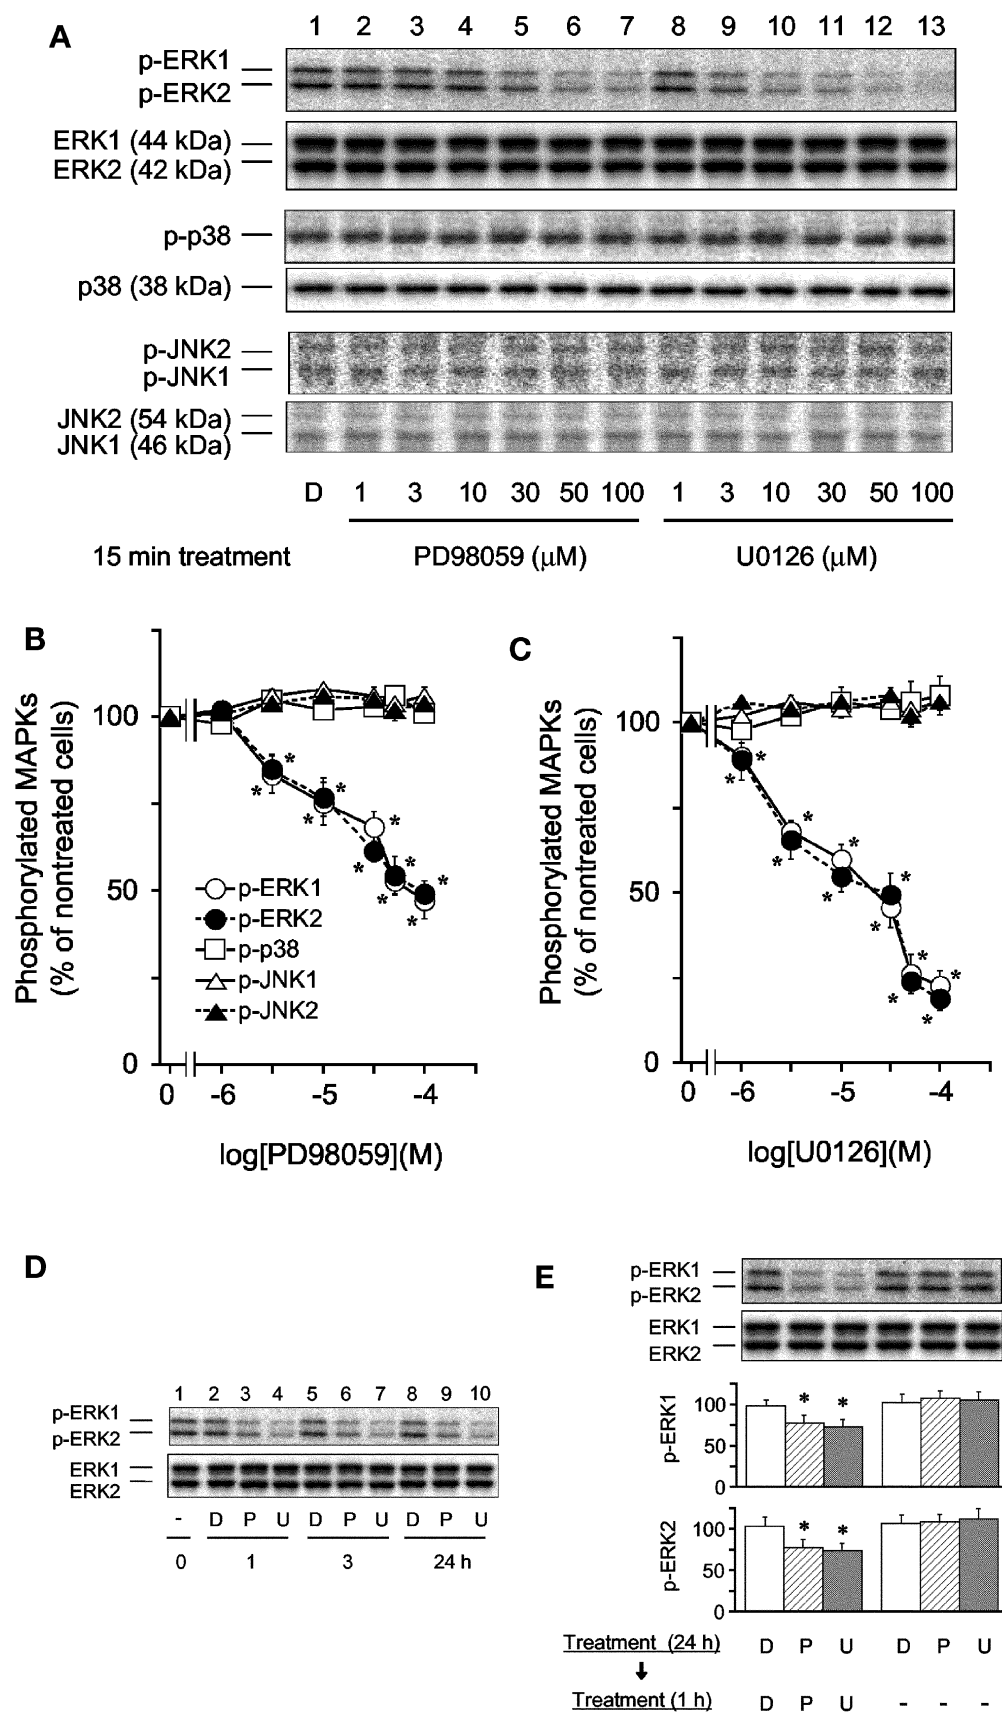 A
1 2 3 4 5 6 7 8 9 10 11 12 13
p-ERK1
p-ERK2
ERK1 (44 kDa)
ERK2 (42 kDa)
p-p38
p38 (38 kDa)
p-JNK2
p-JNK1
JNK2 (54 kDa)
JNK1 (46 kDa)
D 1 3 10 30 50 100 1 3 10 30 50 100
15 min treatment PD98059 (μM) U0126 (μM)
B
Phosphorylated MAPKs
(% of nontreated cells)
100
50
0
* * * * * * * * * *
p-ERK1
p-ERK2
p-p38
p-JNK1
p-JNK2
0 -6 -5 -4
log[PD98059](M)
C
Phosphorylated MAPKs
(% of nontreated cells)
100
50
0
* * * * * * * * * * * *
0 -6 -5 -4
log[U0126](M)
D
1 2 3 4 5 6 7 8 9 10
p-ERK1
p-ERK2
ERK1
ERK2
- D P U D P U D P U
0 1 3 24 h
E
p-ERK1
p-ERK2
ERK1
ERK2
p-ERK1
100
50
0
* *
p-ERK2
100
50
0
* *
Treatment (24 h) D P U D P U
↓
Treatment (1 h) D P U - - -